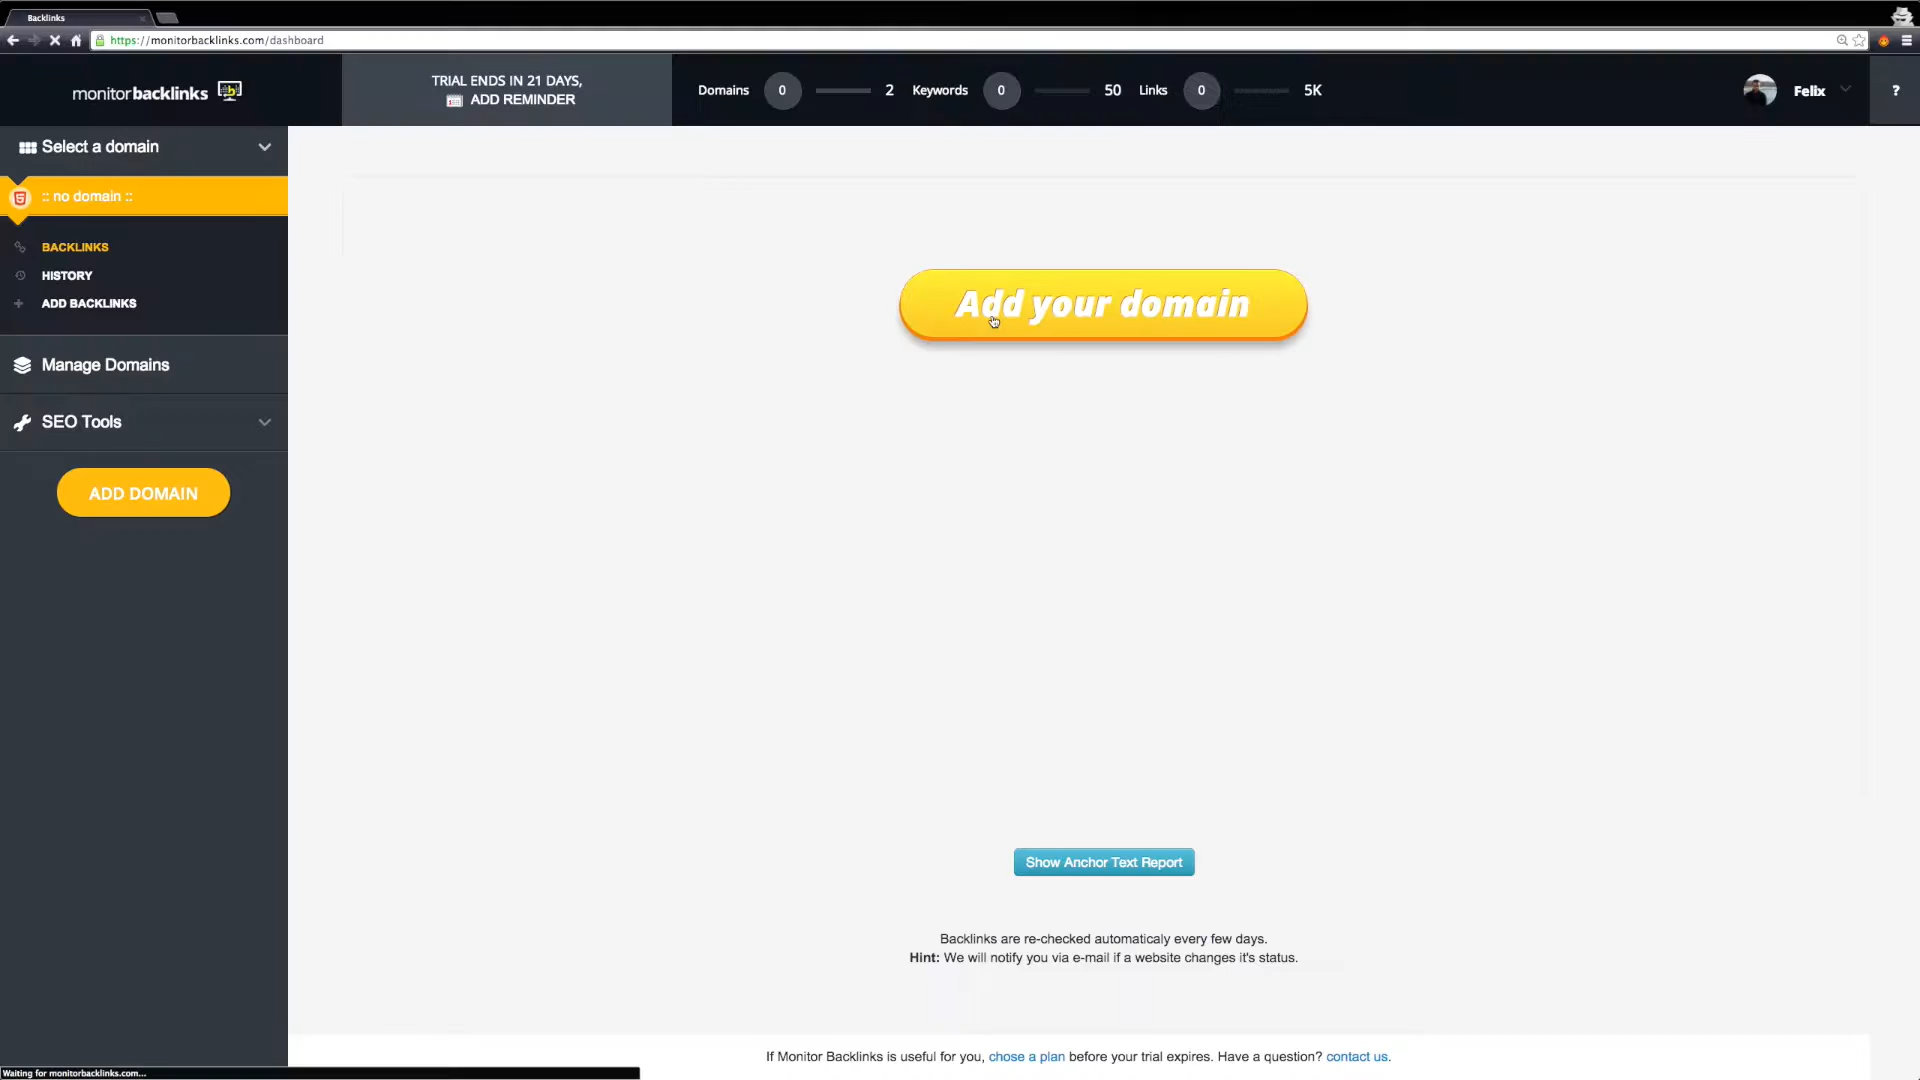 Backlinks
https://monitorbacklinks.com/dashboard
monitorbacklinks
TRIAL ENDS IN 21 DAYS,
ADD REMINDER
Domains 0 2 Keywords 0 50 Links 0 5K
Felix
?
Select a domain
:: no domain ::
BACKLINKS
HISTORY
ADD BACKLINKS
Manage Domains
SEO Tools
ADD DOMAIN
Add your domain
Show Anchor Text Report
Backlinks are re-checked automaticaly every few days.
Hint: We will notify you via e-mail if a website changes it's status.
If Monitor Backlinks is useful for you, chose a plan before your trial expires. Have a question? contact us.
Waiting for monitorbacklinks.com...